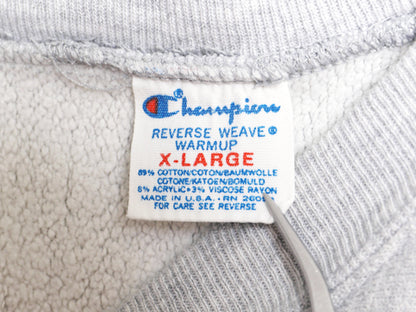 Champion®
REVERSE WEAVE®
WARMUP
X-LARGE
89% COTTON/COTON/BAUMWOLLE
COTONE/KATOEN/BOMULD
8% ACRYLIC•3% VISCOSE RAYON
MADE IN U.S.A. • RN
FOR CARE SEE REVERSE